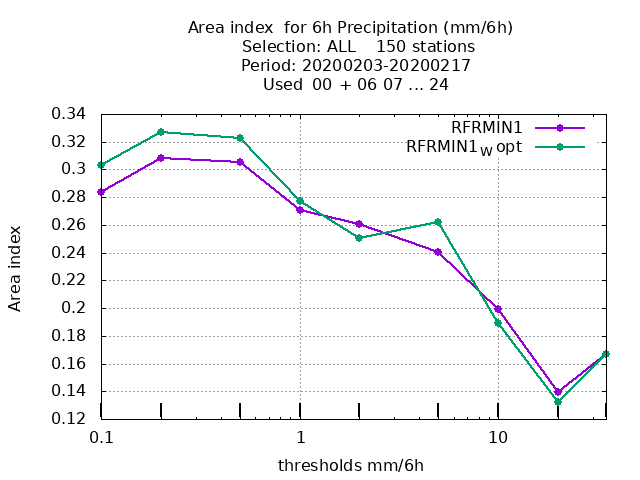 Area index  for 6h Precipitation (mm/6h)
Selection: ALL    150 stations
Period: 20200203-20200217
Used  00  + 06 07 ... 24
RFRMIN1
RFRMIN1W opt
0.34
0.32
0.3
0.28
0.26
0.24
0.22
0.2
0.18
0.16
0.14
0.12
Area index
0.1
1
10
thresholds mm/6h